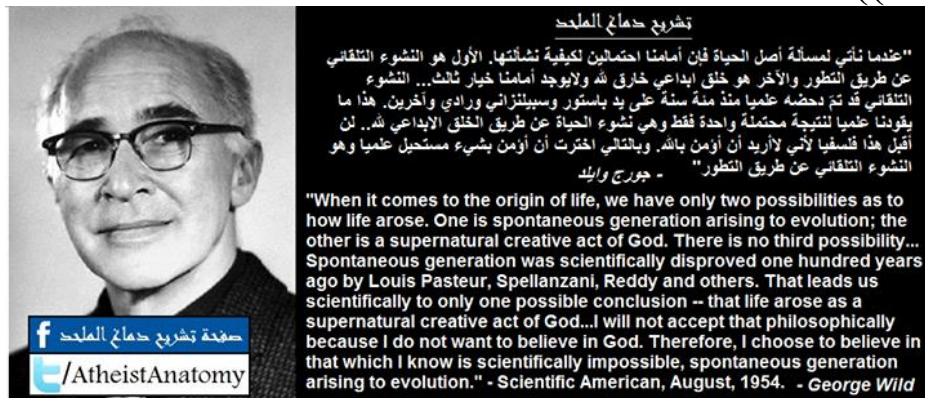 تشريح دماغ الملحد
"عندما نأتي لمسألة أصل الحياة فإن أمامنا احتمالين لكيفية نشأتها. الأول هو النشوء التلقائي
عن طريق التطور والآخر هو خلق ابداعي خارق لله ولايوجد أمامنا خيار ثالث... النشوء
التلقائي قد تمّ دحضه علميا منذ مئة سنة على يد باستور وسبيلنزاني ورادي وآخرين. هذا ما
يقودنا علميا لنتيجة محتملة واحدة فقط وهي نشوء الحياة عن طريق الخلق الابداعي لله.. لن
أقبل هذا فلسفيا لأني لاأريد أن أؤمن بالله. وبالتالي اخترت أن أؤمن بشيء مستحيل علميا وهو
النشوء التلقائي عن طريق التطور" - جورج وايلد
"When it comes to the origin of life, we have only two possibilities as to
how life arose. One is spontaneous generation arising to evolution; the
other is a supernatural creative act of God. There is no third possibility...
Spontaneous generation was scientifically disproved one hundred years
ago by Louis Pasteur, Spellanzani, Reddy and others. That leads us
scientifically to only one possible conclusion -- that life arose as a
supernatural creative act of God...I will not accept that philosophically
because I do not want to believe in God. Therefore, I choose to believe in
that which I know is scientifically impossible, spontaneous generation
arising to evolution." - Scientific American, August, 1954. - George Wild
صفحة تشريح دماغ الملحد
/AtheistAnatomy